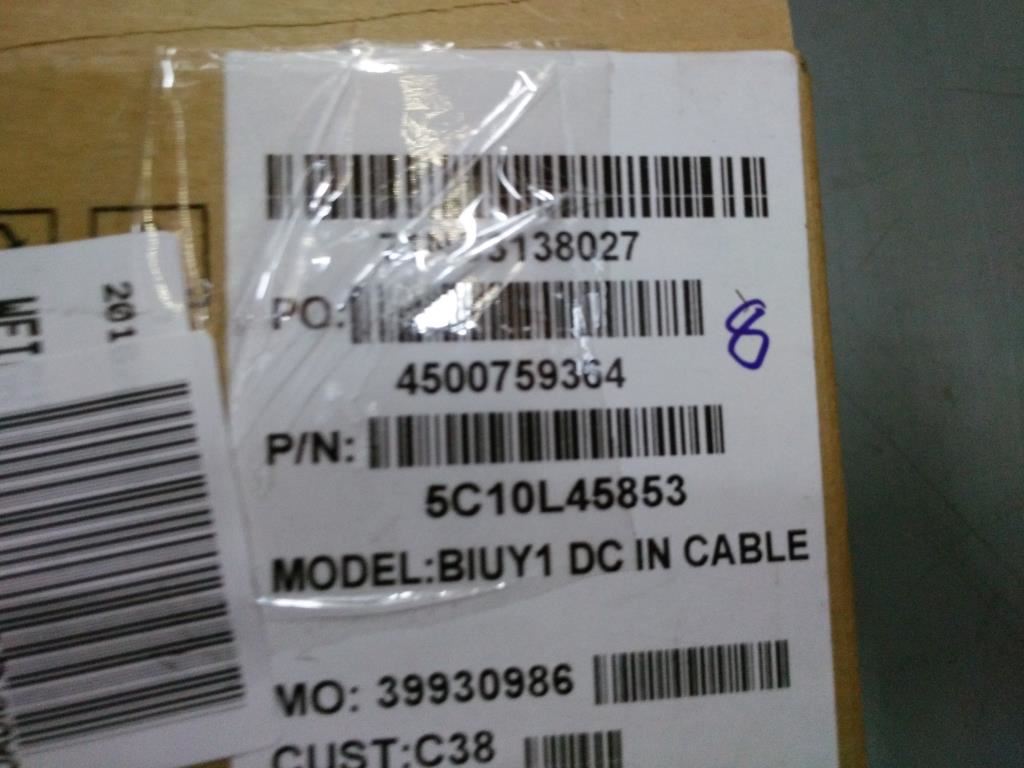 PO:
4500759364
8
P/N:
5C10L45853
MODEL:BIUY1 DC IN CABLE
MO: 39930986
CUST:C38
201